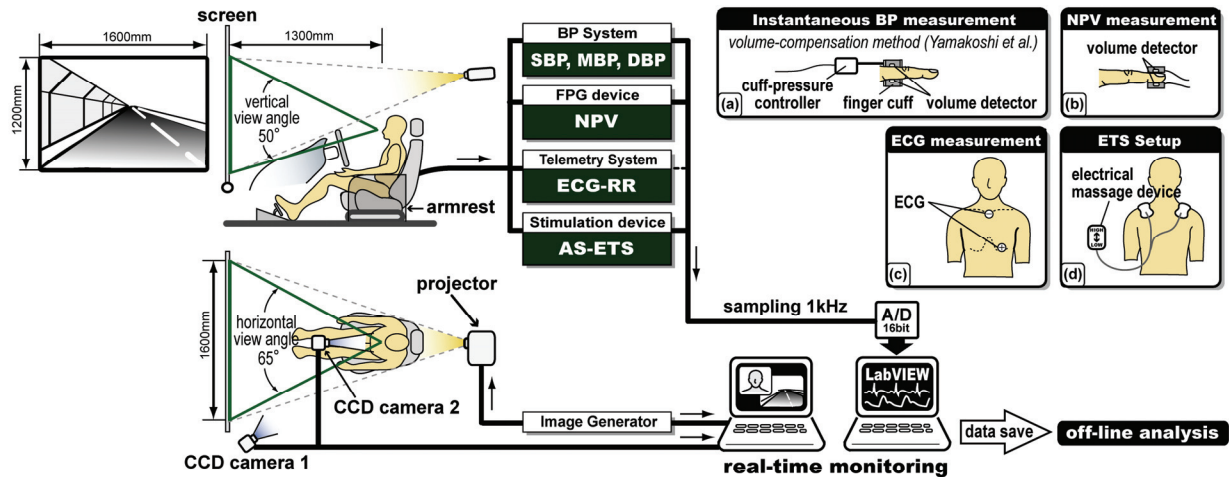 screen
1600mm
1200mm
1300mm
vertical
view angle
50°
armrest
BP System
SBP, MBP, DBP
FPG device
NPV
Telemetry System
ECG-RR
Stimulation device
AS-ETS
Instantaneous BP measurement
volume-compensation method (Yamakoshi et al.)
cuff-pressure
controller
finger cuff
volume detector
(a)
NPV measurement
volume detector
(b)
ECG measurement
ECG
(c)
ETS Setup
electrical
massage device
HIGH
LOW
(d)
1600mm
horizontal
view angle
65°
projector
CCD camera 2
CCD camera 1
sampling 1kHz
A/D
16bit
LabVIEW
Image Generator
real-time monitoring
data save
off-line analysis